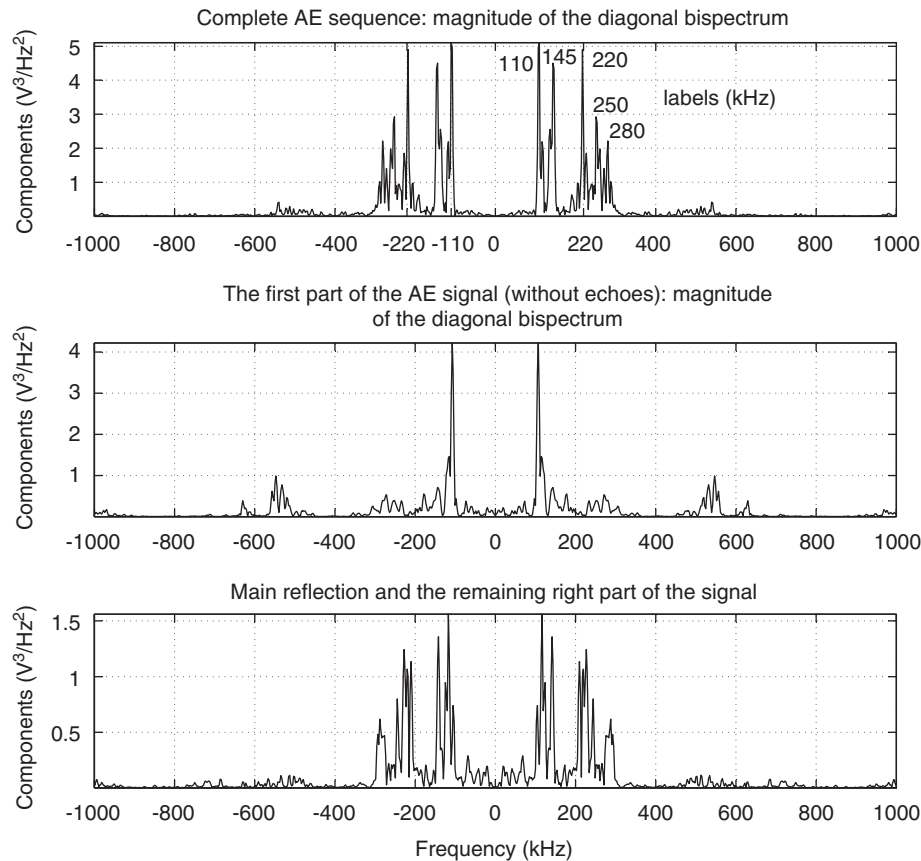 Complete AE sequence: magnitude of the diagonal bispectrum
Components (V³/Hz²)
5
4
3
2
1
110
145
220
250
280
labels (kHz)
-1000 -800 -600 -400 -220 -110 0 220 400 600 800 1000
The first part of the AE signal (without echoes): magnitude
of the diagonal bispectrum
Components (V³/Hz²)
4
3
2
1
-1000 -800 -600 -400 -200 0 200 400 600 800 1000
Main reflection and the remaining right part of the signal
Components (V³/Hz²)
1.5
1
0.5
-1000 -800 -600 -400 -200 0 200 400 600 800 1000
Frequency (kHz)